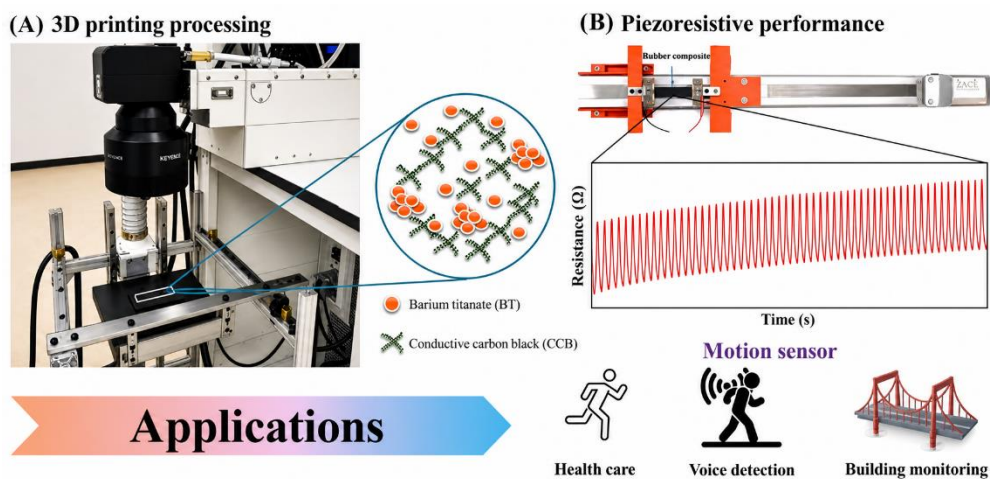 (A) 3D printing processing
KEYENCE
KEYENCE
Barium titanate (BT)
Conductive carbon black (CCB)
(B) Piezoresistive performance
Rubber composite
Resistance (Ω)
Time (s)
Motion sensor
Applications
Health care
Voice detection
Building monitoring